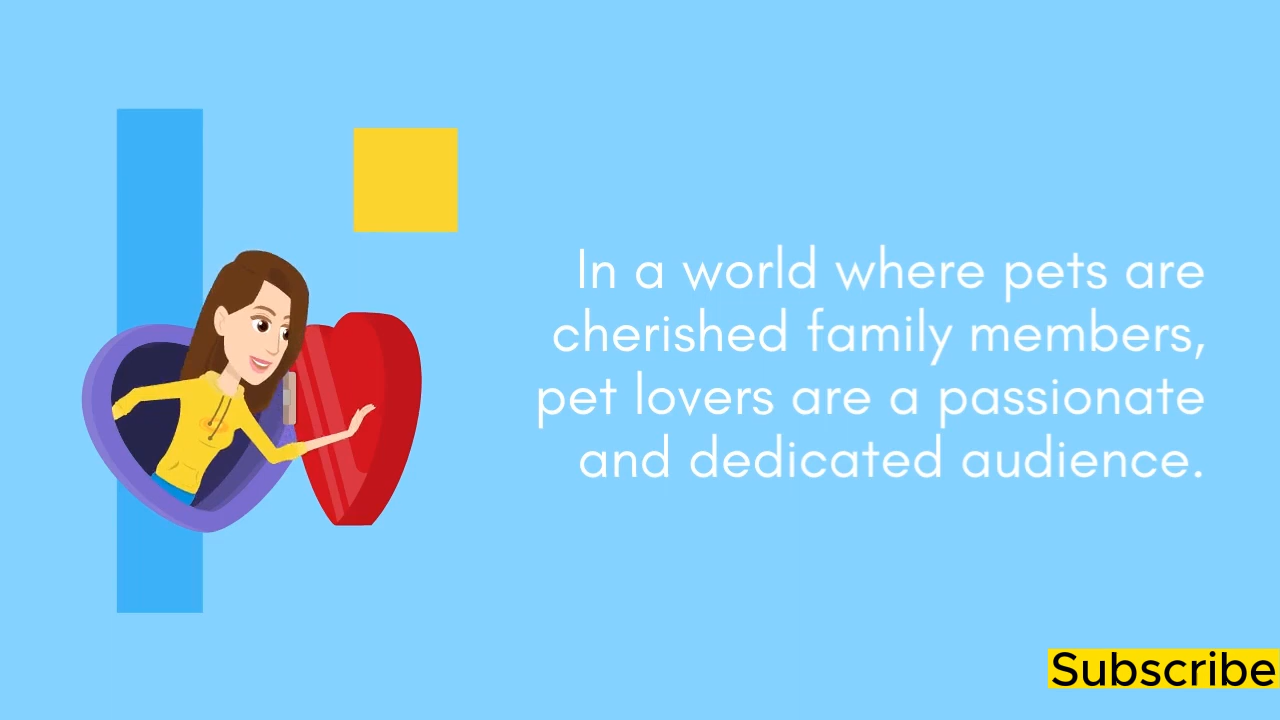 In a world where pets are
cherished family members,
pet lovers are a passionate
and dedicated audience.
Subscribe